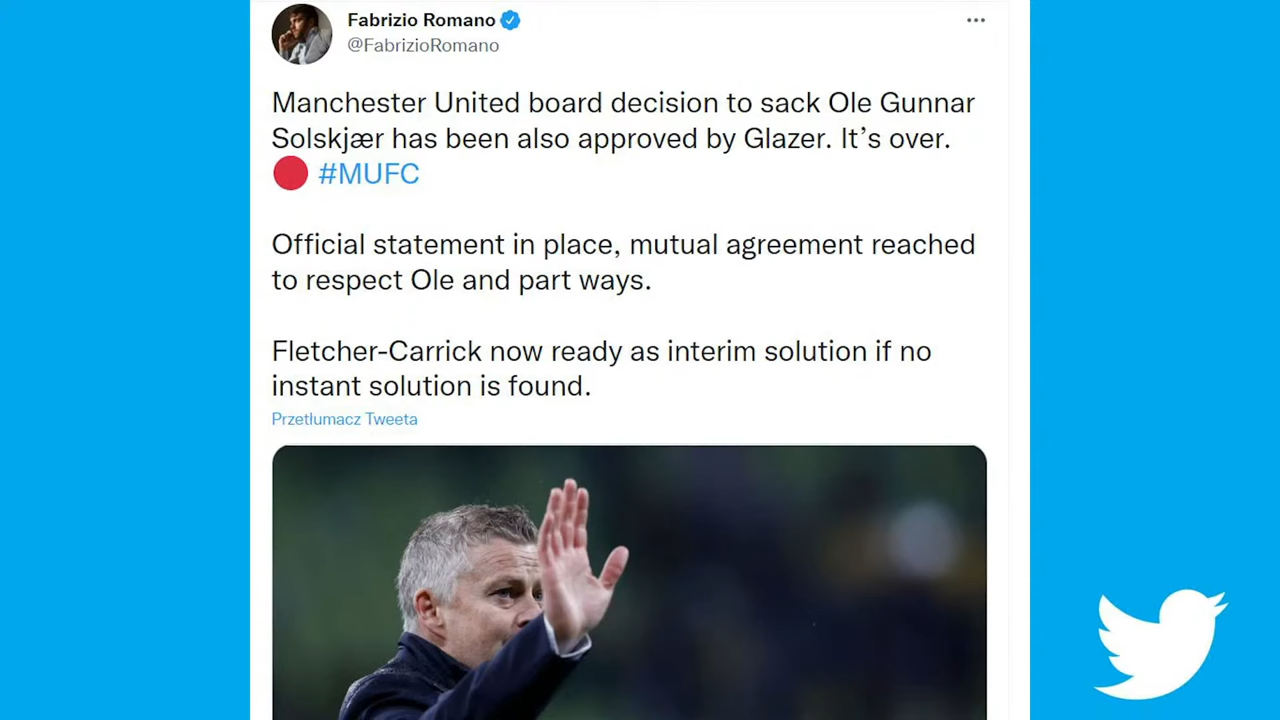 Fabrizio Romano
@FabrizioRomano
Manchester United board decision to sack Ole Gunnar
Solskjær has been also approved by Glazer. It’s over.
🔴 #MUFC
Official statement in place, mutual agreement reached
to respect Ole and part ways.
Fletcher-Carrick now ready as interim solution if no
instant solution is found.
Przetłumacz Tweeta